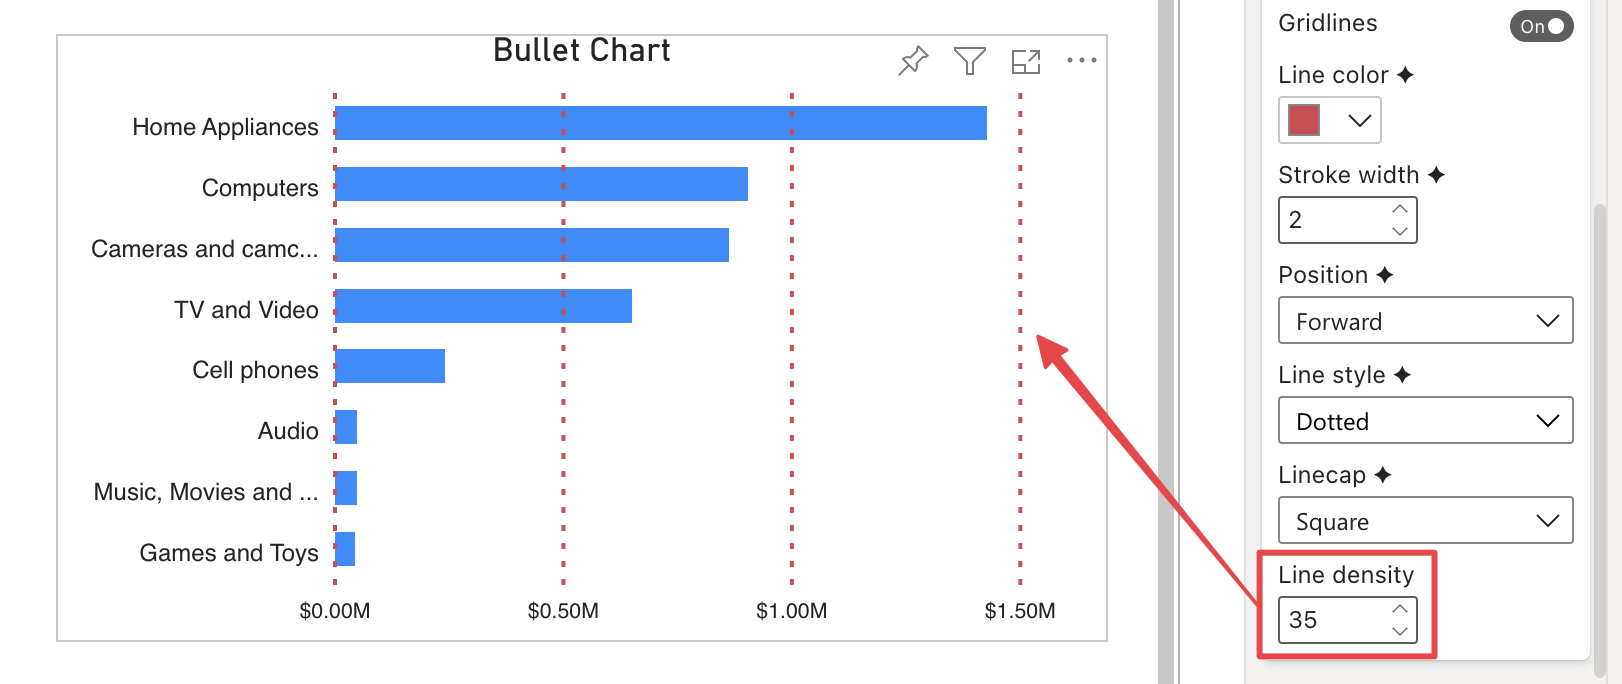 Bullet Chart
Home Appliances
Computers
Cameras and camc...
TV and Video
Cell phones
Audio
Music, Movies and ...
Games and Toys
$0.00M $0.50M $1.00M $1.50M
Gridlines
On
Line color
Stroke width
2
Position
Forward
Line style
Dotted
Linecap
Square
Line density
35